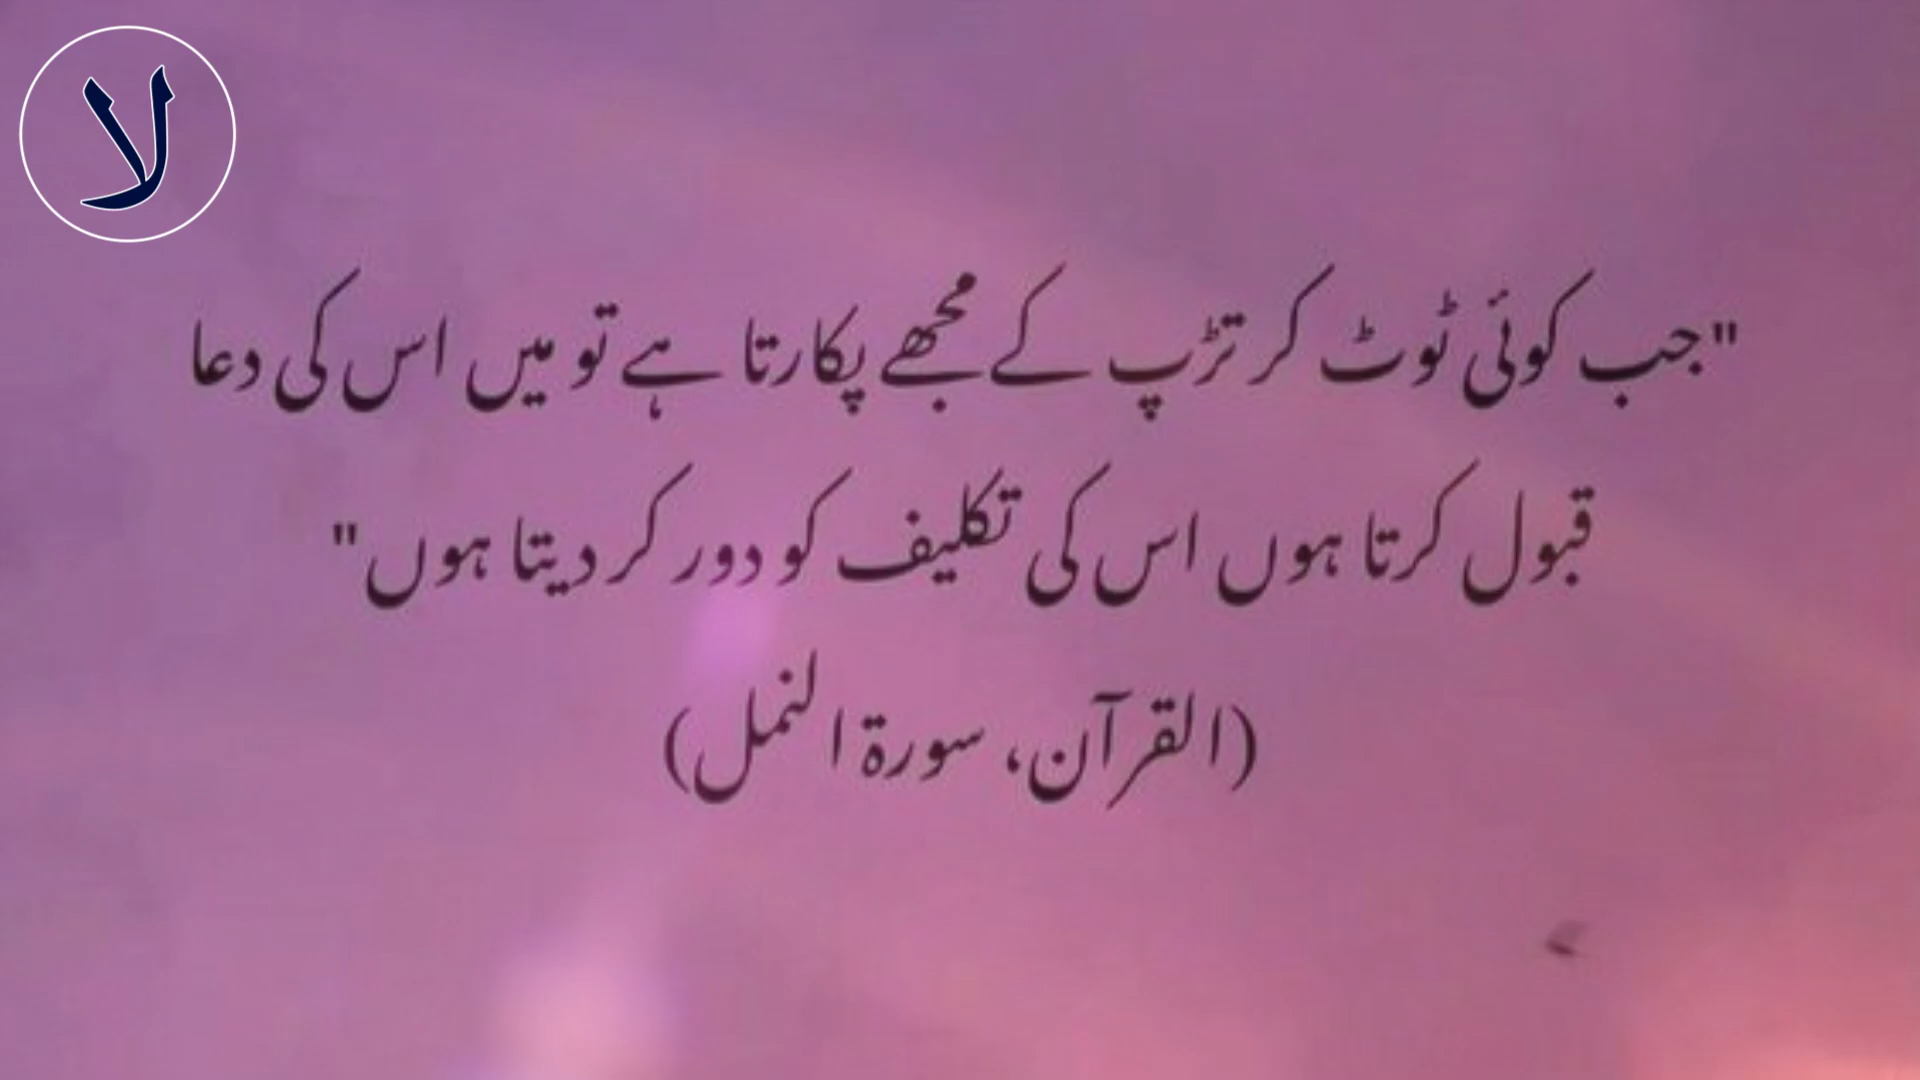 لا
"جب کوئی ٹوٹ کر تڑپ کے مجھے پکارتا ہے تو میں اس کی دعا
قبول کرتا ہوں اس کی تکلیف کو دور کر دیتا ہوں"
(القرآن، سورۃ النمل)